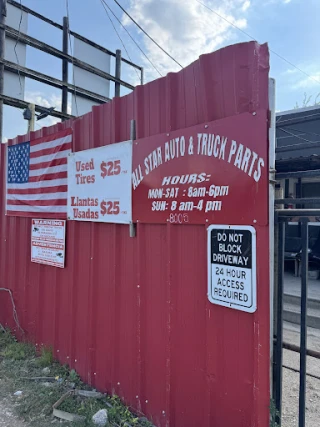 ALL STAR AUTO & TRUCK PARTS
HOURS:
MON-SAT : 8am-6pm
SUN: 8 am-4 pm
Used Tires $25
Llantas Usadas $25
DO NOT
BLOCK
DRIVEWAY
24 HOUR
ACCESS
REQUIRED